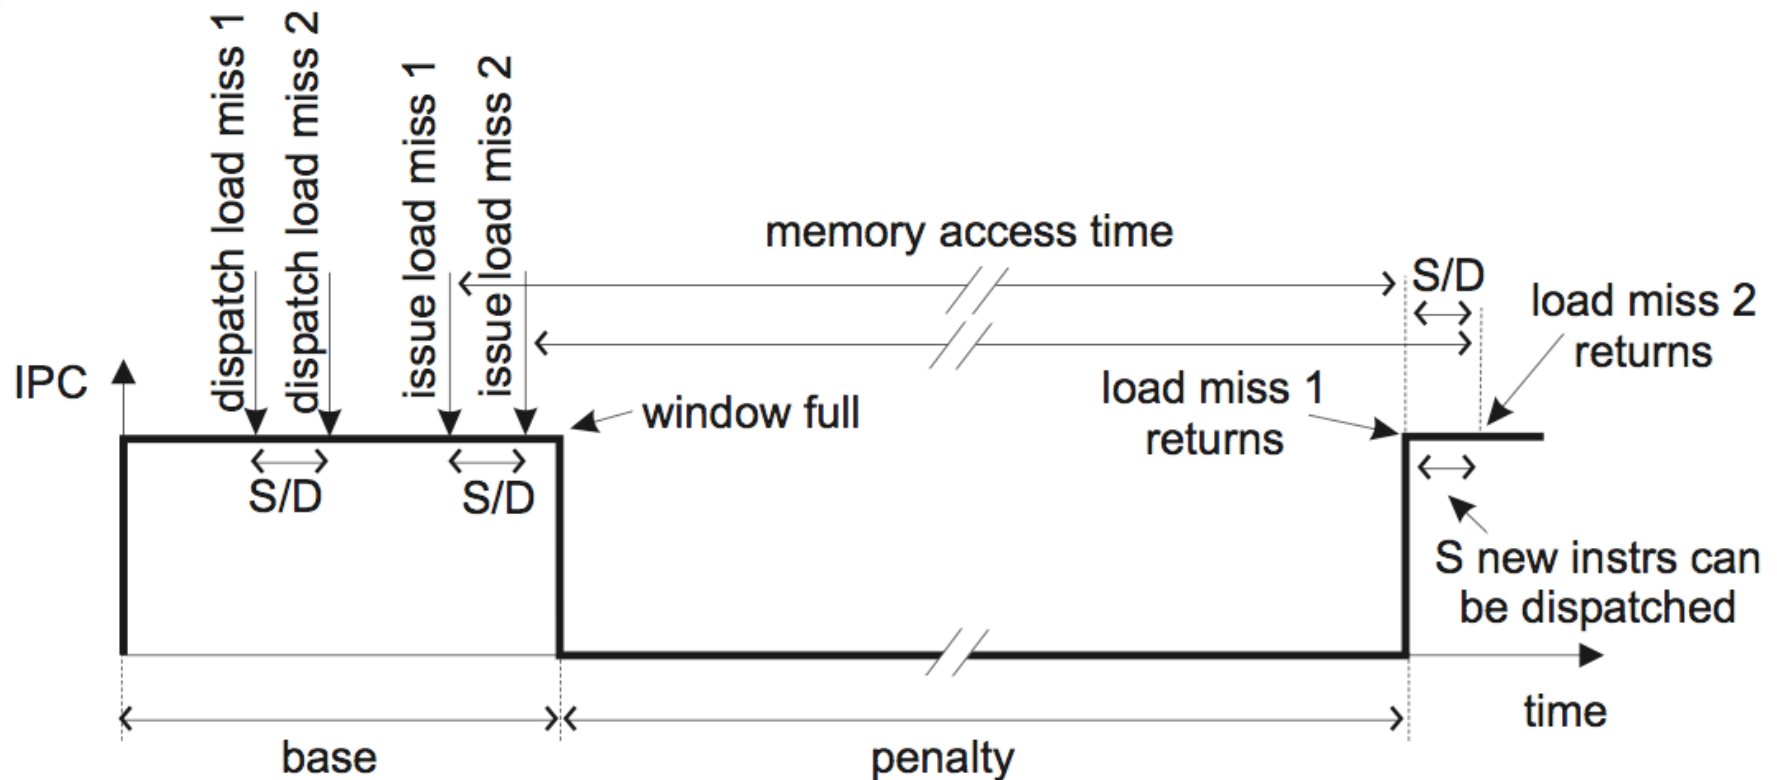 dispatch load miss 1
dispatch load miss 2
issue load miss 1
issue load miss 2
memory access time
S/D
load miss 2
returns
IPC
window full
load miss 1
returns
S/D
S/D
S new instrs can
be dispatched
time
base
penalty